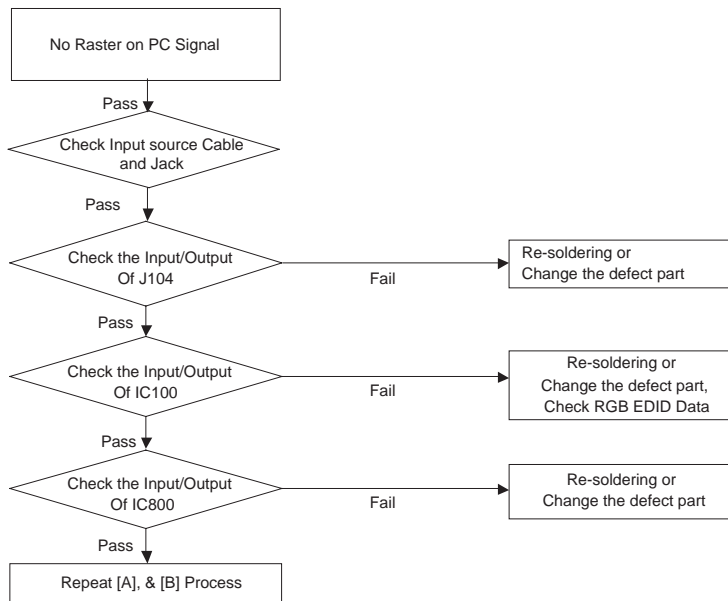 No Raster on PC Signal
Pass
Check Input source Cable
and Jack
Pass
Check the Input/Output
Of J104
Fail
Re-soldering or
Change the defect part
Pass
Check the Input/Output
Of IC100
Fail
Re-soldering or
Change the defect part,
Check RGB EDID Data
Pass
Check the Input/Output
Of IC800
Fail
Re-soldering or
Change the defect part
Pass
Repeat [A], & [B] Process